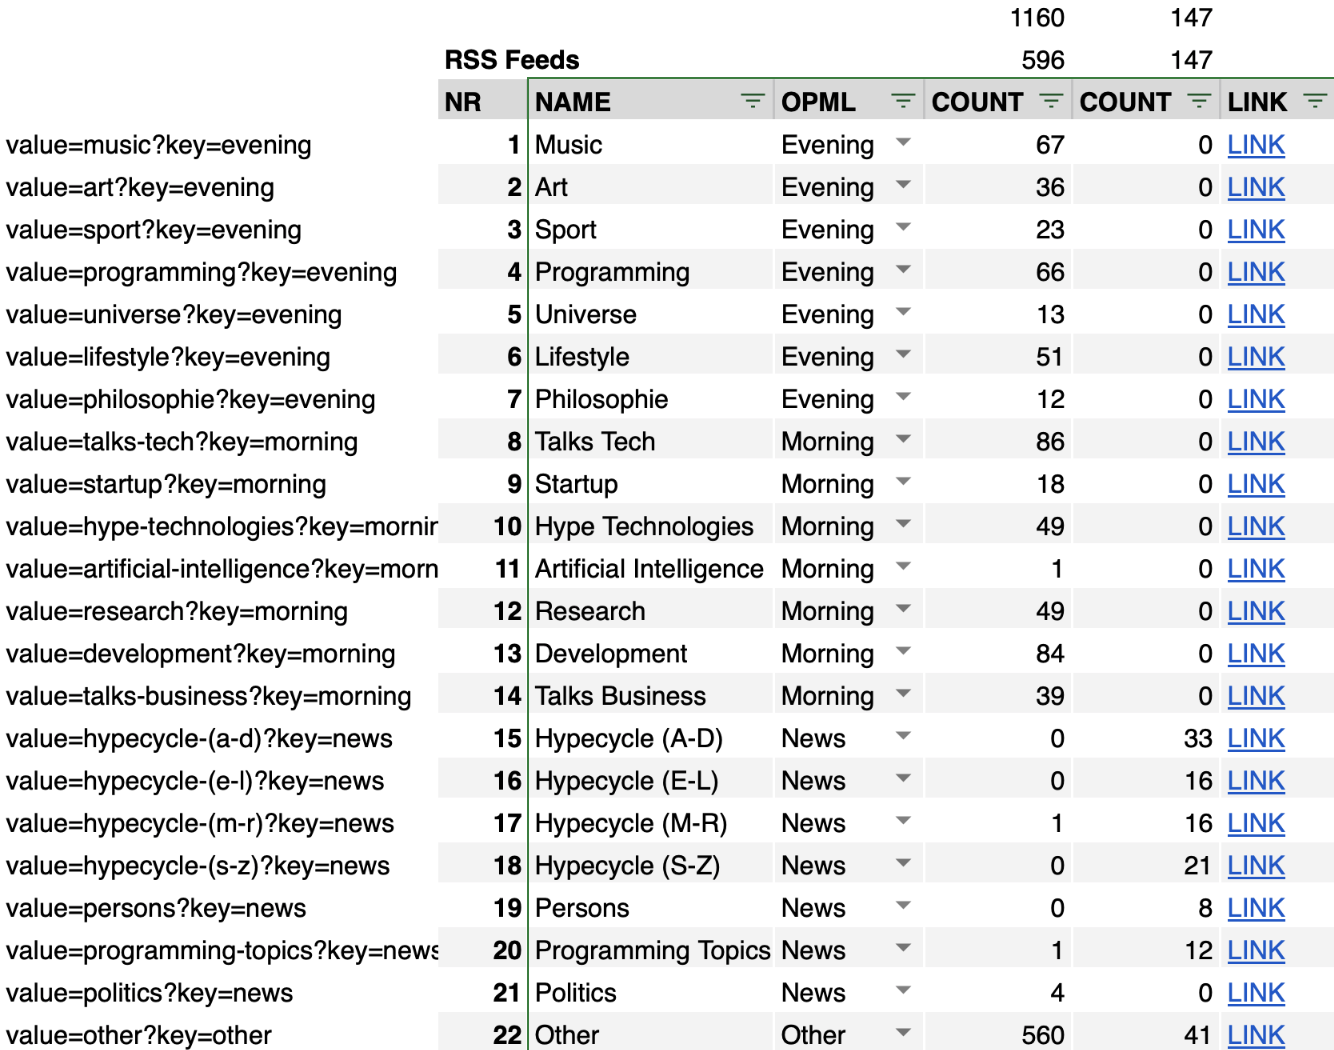 1160 147
RSS Feeds 596 147
NR NAME OPML COUNT COUNT LINK
value=music?key=evening 1 Music Evening 67 0 LINK
value=art?key=evening 2 Art Evening 36 0 LINK
value=sport?key=evening 3 Sport Evening 23 0 LINK
value=programming?key=evening 4 Programming Evening 66 0 LINK
value=universe?key=evening 5 Universe Evening 13 0 LINK
value=lifestyle?key=evening 6 Lifestyle Evening 51 0 LINK
value=philosophie?key=evening 7 Philosophie Evening 12 0 LINK
value=talks-tech?key=morning 8 Talks Tech Morning 86 0 LINK
value=startup?key=morning 9 Startup Morning 18 0 LINK
value=hype-technologies?key=mornin 10 Hype Technologies Morning 49 0 LINK
value=artificial-intelligence?key=morn 11 Artificial Intelligence Morning 1 0 LINK
value=research?key=morning 12 Research Morning 49 0 LINK
value=development?key=morning 13 Development Morning 84 0 LINK
value=talks-business?key=morning 14 Talks Business Morning 39 0 LINK
value=hypecycle-(a-d)?key=news 15 Hypecycle (A-D) News 0 33 LINK
value=hypecycle-(e-l)?key=news 16 Hypecycle (E-L) News 0 16 LINK
value=hypecycle-(m-r)?key=news 17 Hypecycle (M-R) News 1 16 LINK
value=hypecycle-(s-z)?key=news 18 Hypecycle (S-Z) News 0 21 LINK
value=persons?key=news 19 Persons News 0 8 LINK
value=programming-topics?key=news 20 Programming Topics News 1 12 LINK
value=politics?key=news 21 Politics News 4 0 LINK
value=other?key=other 22 Other Other 560 41 LINK